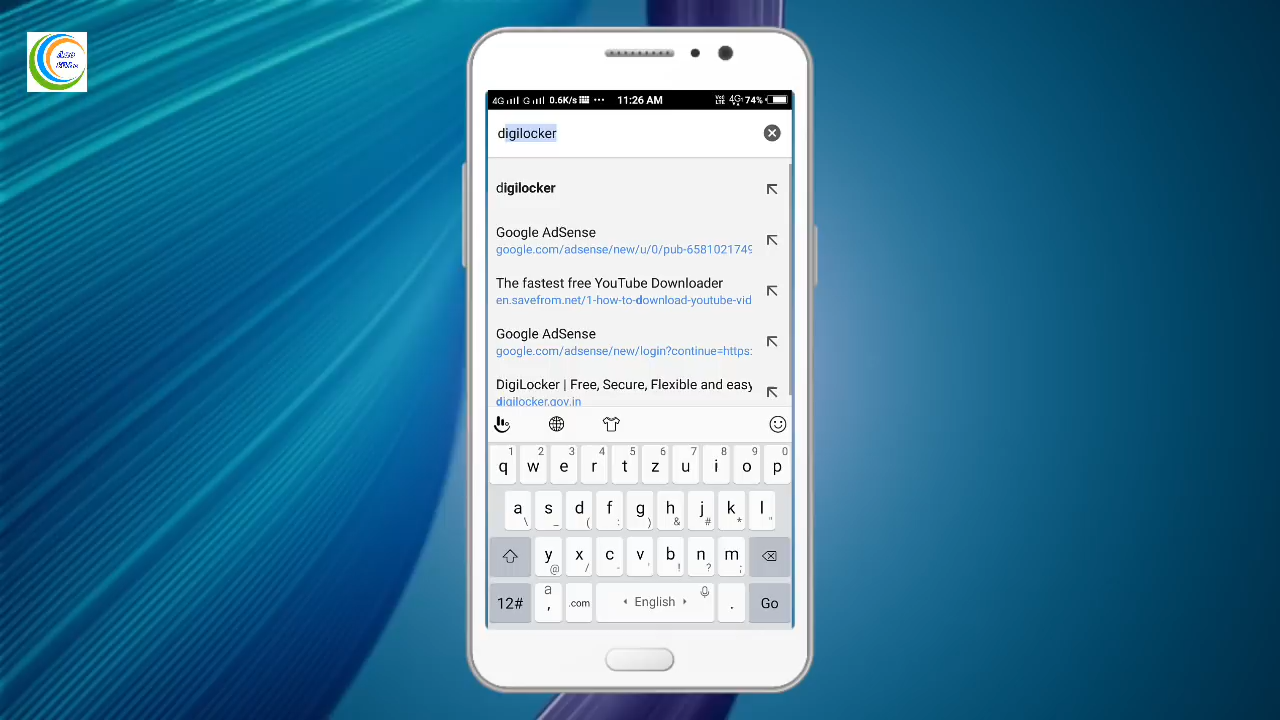 4G G 0.6K/s ... 11:26 AM VoLTE 4G 74%
digilocker
digilocker
Google AdSense
google.com/adsense/new/u/0/pub-6581021749
The fastest free YouTube Downloader
en.savefrom.net/1-how-to-download-youtube-vid
Google AdSense
google.com/adsense/new/login?continue=https:
DigiLocker | Free, Secure, Flexible and easy
digilocker.gov.in
1 2 3 4 5 6 7 8 9 0
q w e r t z u i o p
a s d f g h j k l
\ _ ( : ) & # * "
y x c v b n m
@ / - ' ! ? ;
12# a , .com English . Go